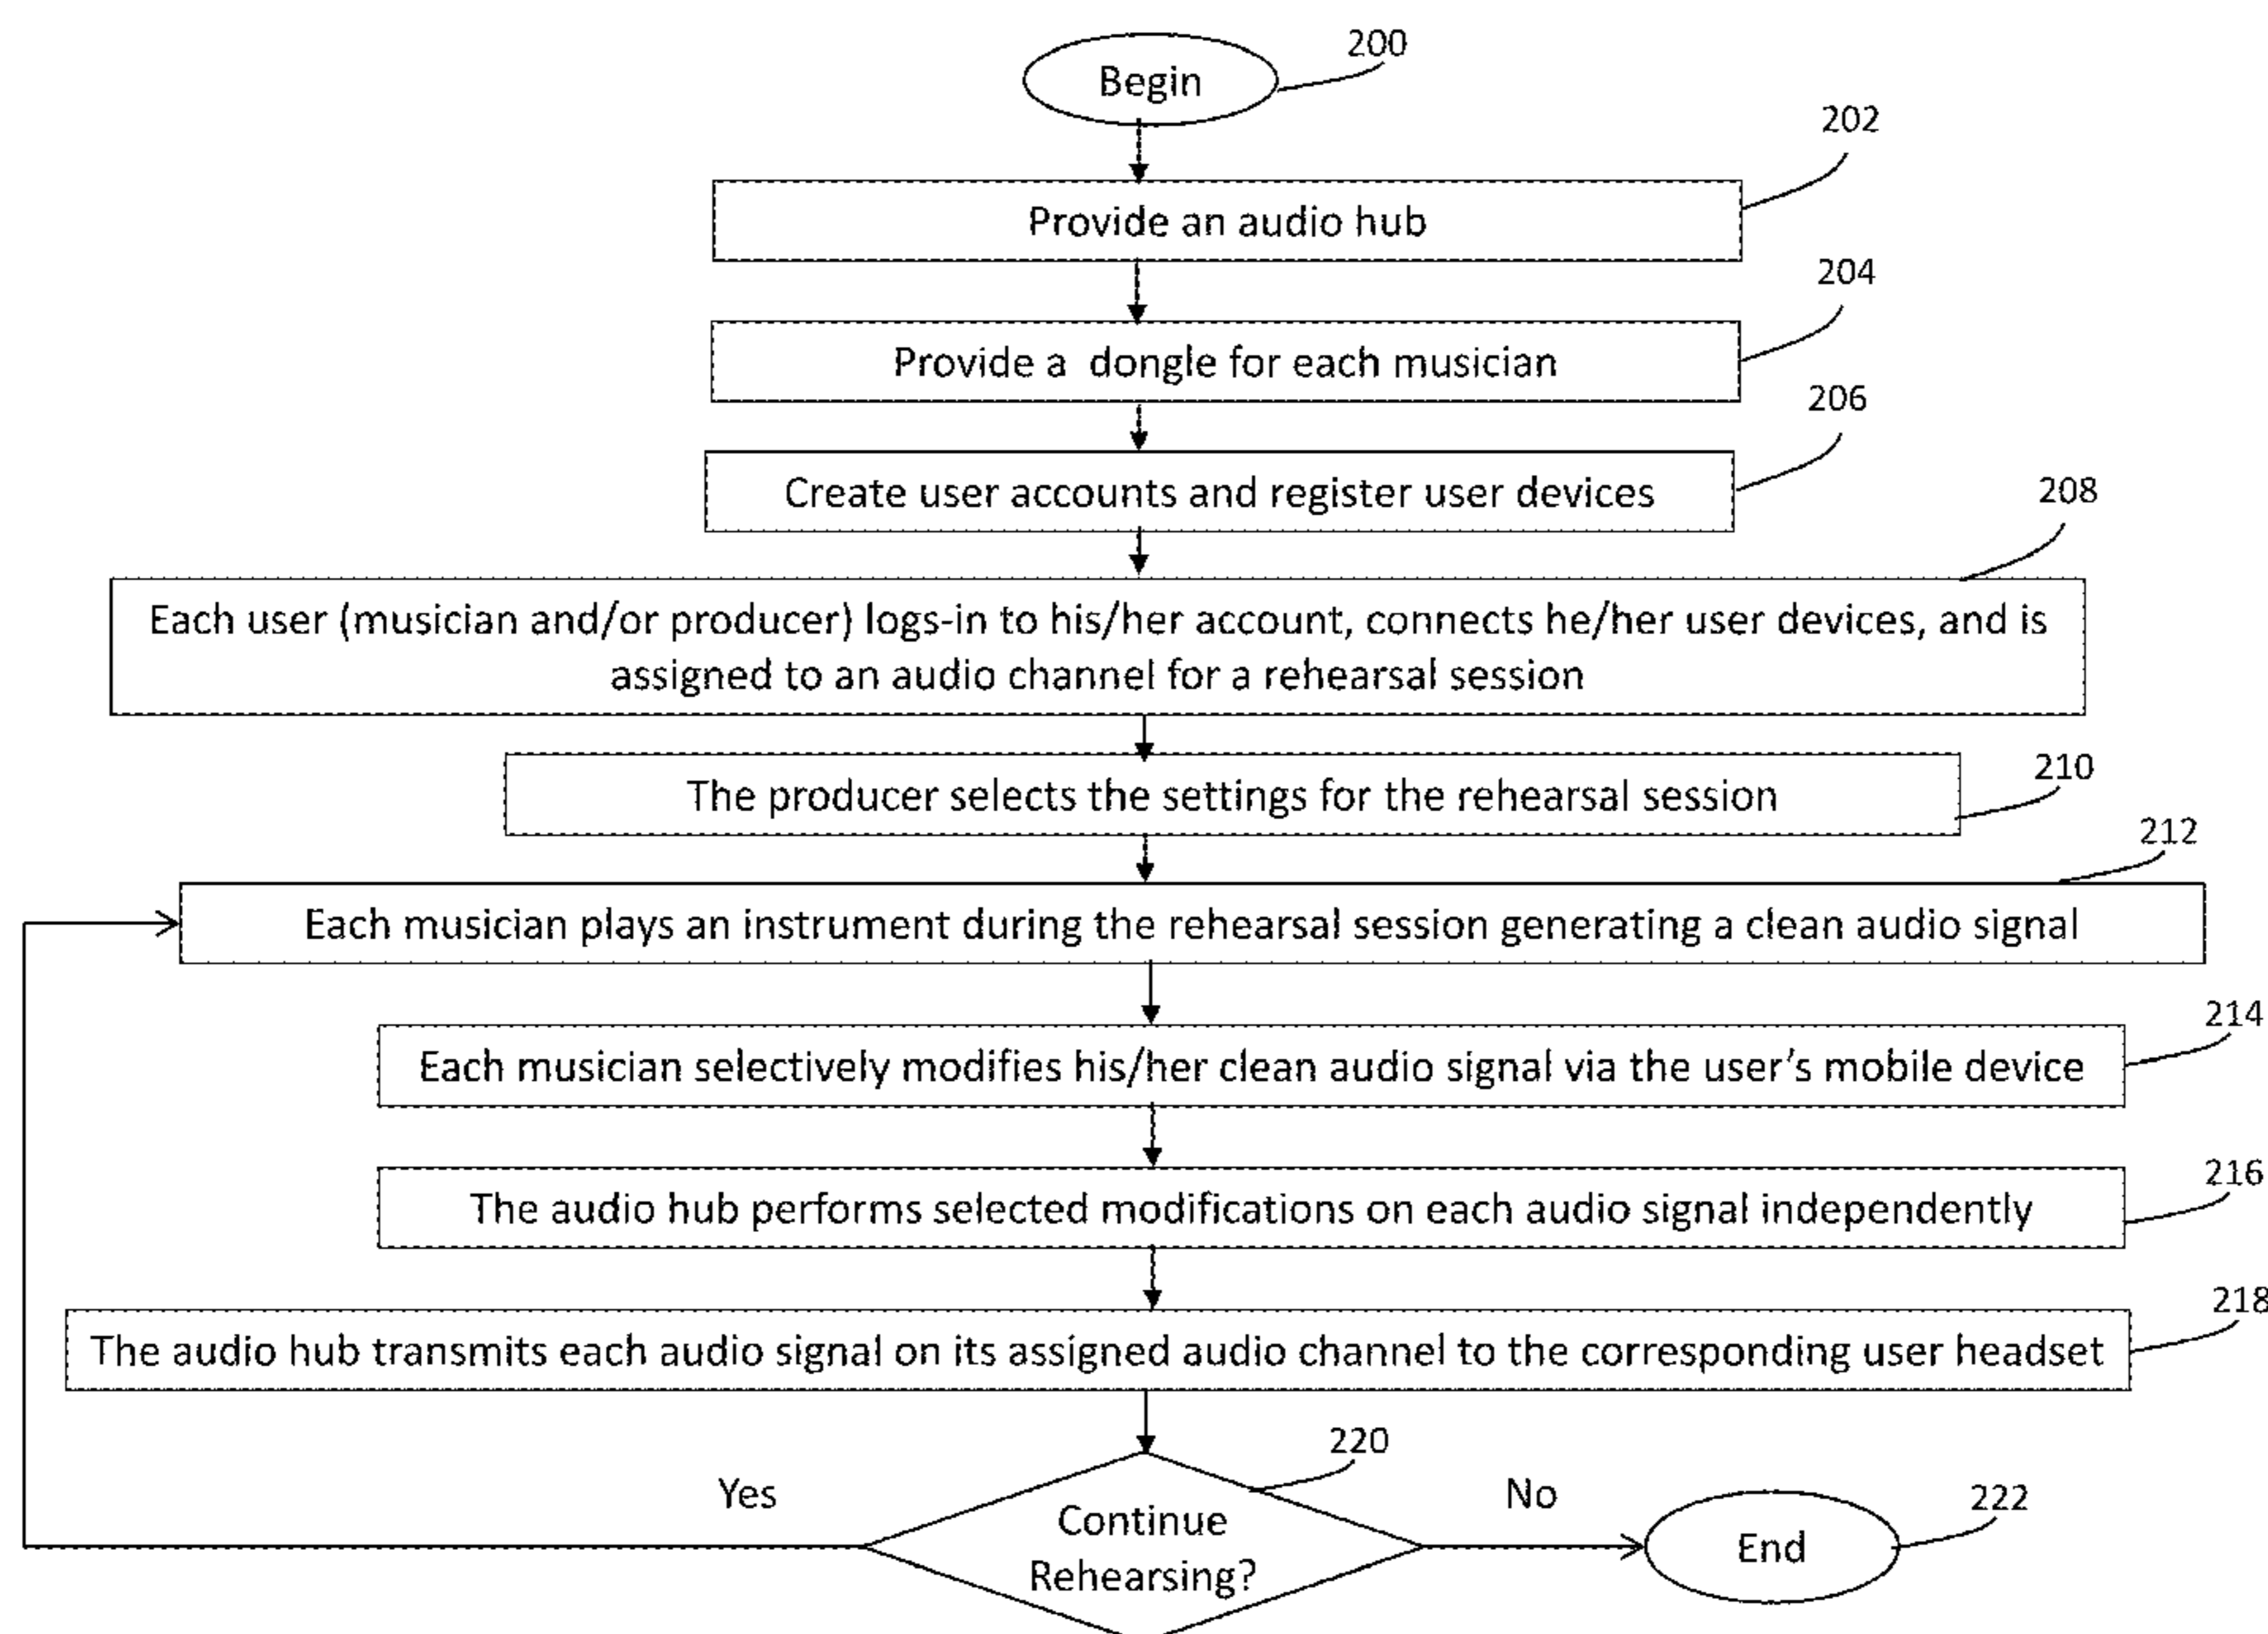 200
Begin
202
Provide an audio hub
204
Provide a dongle for each musician
206
Create user accounts and register user devices
208
Each user (musician and/or producer) logs-in to his/her account, connects he/her user devices, and is
assigned to an audio channel for a rehearsal session
210
The producer selects the settings for the rehearsal session
212
Each musician plays an instrument during the rehearsal session generating a clean audio signal
214
Each musician selectively modifies his/her clean audio signal via the user's mobile device
216
The audio hub performs selected modifications on each audio signal independently
218
The audio hub transmits each audio signal on its assigned audio channel to the corresponding user headset
220
Yes
Continue
Rehearsing?
No
222
End